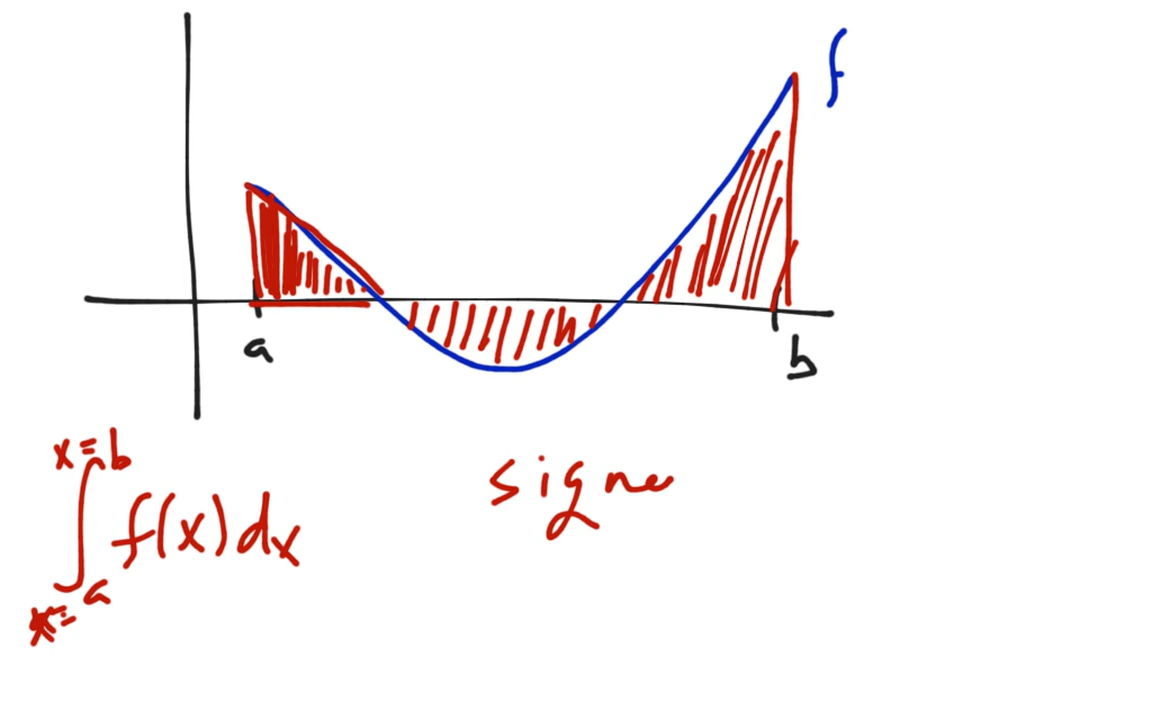 f
a
b
x=b
∫ f(x) dx
x=a
signe